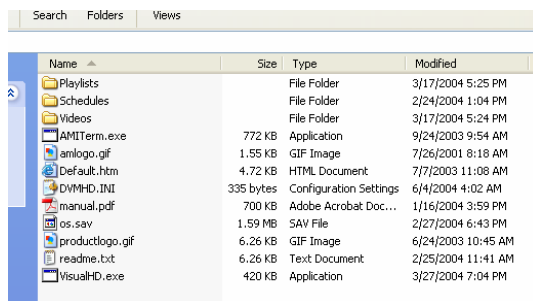 Search Folders Views
Name Size Type Modified
Playlists File Folder 3/17/2004 5:25 PM
Schedules File Folder 2/24/2004 1:04 PM
Videos File Folder 3/17/2004 5:24 PM
AMITerm.exe 772 KB Application 9/24/2003 9:54 AM
amlogo.gif 1.55 KB GIF Image 7/26/2001 8:18 AM
Default.htm 4.72 KB HTML Document 7/7/2003 11:08 AM
DVMHD.INI 335 bytes Configuration Settings 6/4/2004 4:02 AM
manual.pdf 700 KB Adobe Acrobat Doc... 1/16/2004 3:59 PM
os.sav 1.59 MB SAV File 2/27/2004 6:43 PM
productlogo.gif 6.26 KB GIF Image 6/24/2003 10:45 AM
readme.txt 6.26 KB Text Document 2/25/2004 11:41 AM
VisualHD.exe 420 KB Application 3/27/2004 7:04 PM